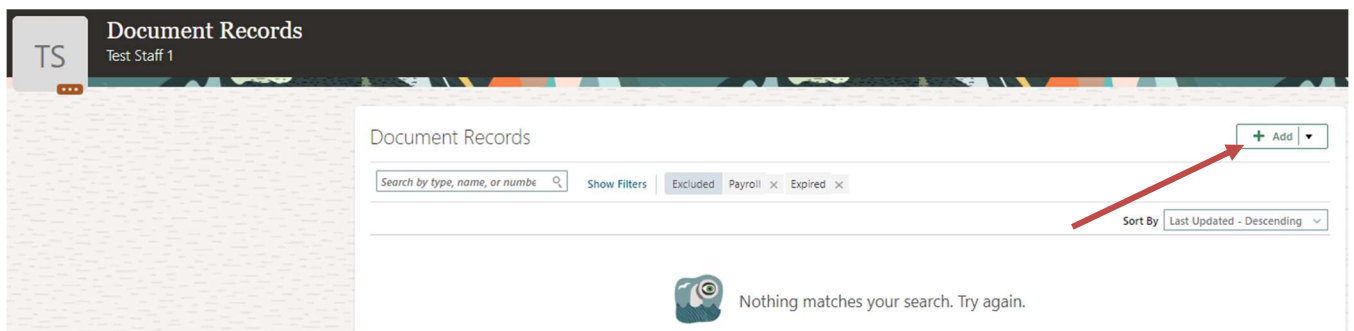 TS
Document Records
Test Staff 1
Document Records
+ Add
Search by type, name, or numbe
Show Filters
Excluded Payroll × Expired ×
Sort By Last Updated - Descending
Nothing matches your search. Try again.